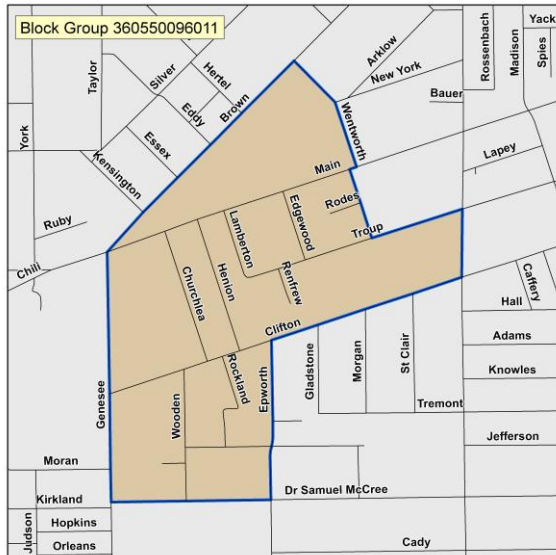 Block Group 360550096011
Yack
Rossenbach
Madison
Spies
Arklow
New York
Bauer
Taylor
Silver
Hertel
Brown
Eddy
Essex
Kensington
York
Wentworth
Lapey
Main
Rodes
Edgewood
Troup
Lamberton
Ruby
Chili
Churchlea
Henion
Renfrew
Clifton
Caffery
Hall
Adams
Knowles
Tremont
Jefferson
Gladstone
Morgan
St Clair
Genesee
Wooden
Rockland
Epworth
Moran
Kirkland
Dr Samuel McCree
Judson
Hopkins
Orleans
Cady